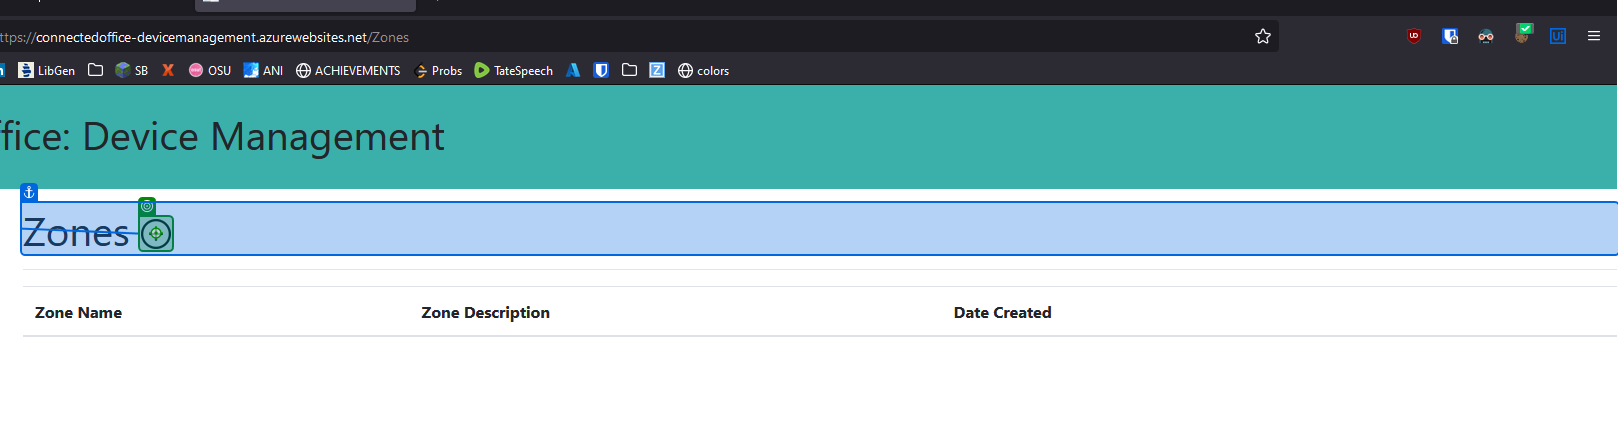 ttps://connectedoffice-devicemanagement.azurewebsites.net/Zones
LibGen SB X OSU ANI ACHIEVEMENTS Probs TateSpeech colors
ffice: Device Management
Zones
Zone Name Zone Description Date Created